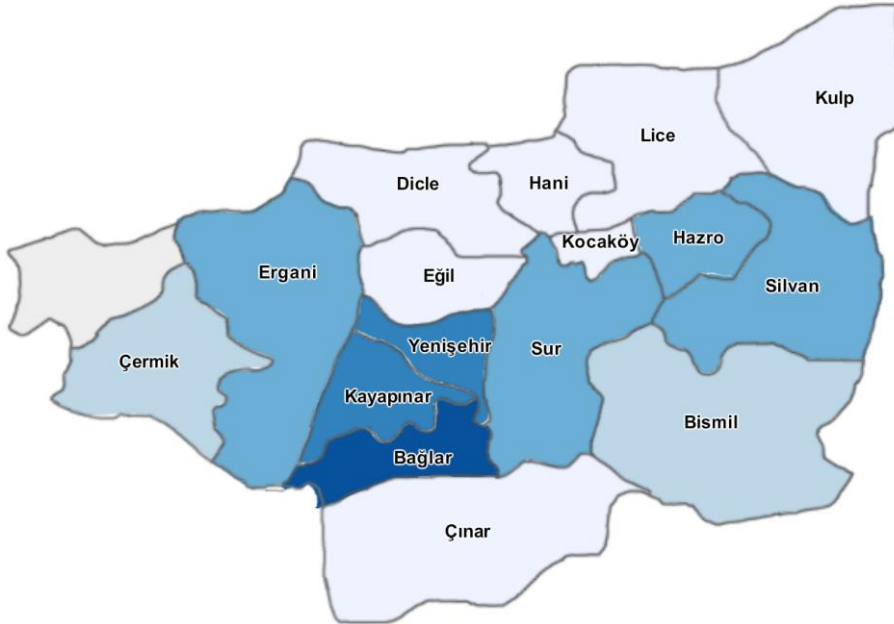 Kulp
Lice
Dicle
Hani
Kocaköy
Hazro
Ergani
Eğil
Silvan
Yenişehir
Sur
Çermik
Kayapınar
Bismil
Bağlar
Çınar